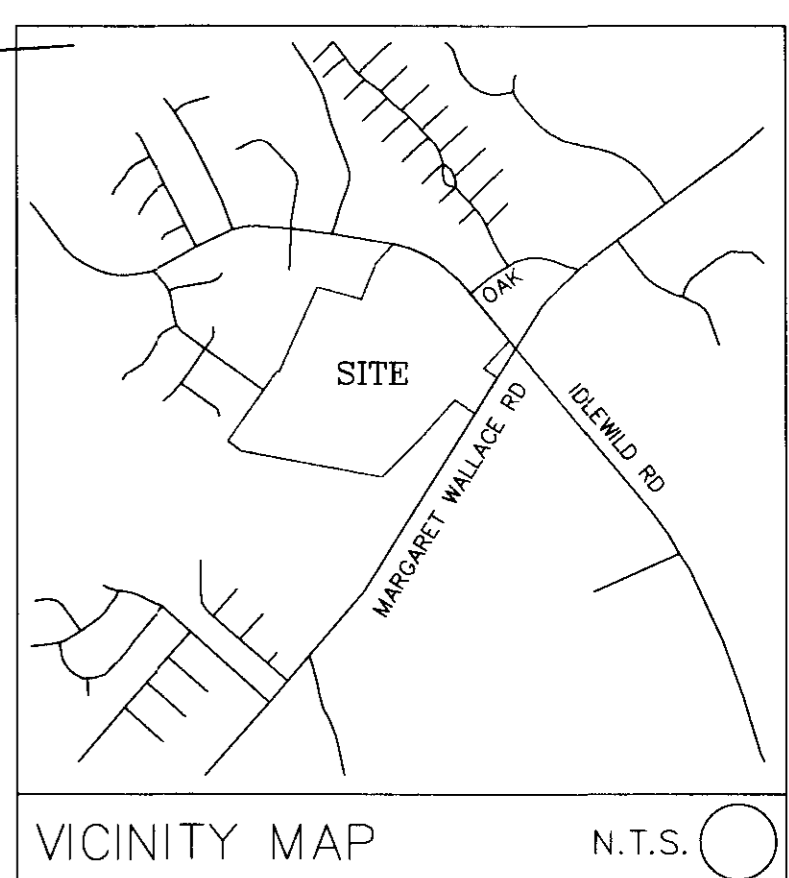 OAK
SITE
IDLEWILD RD
MARGARET WALLACE RD
VICINITY MAP
N.T.S.